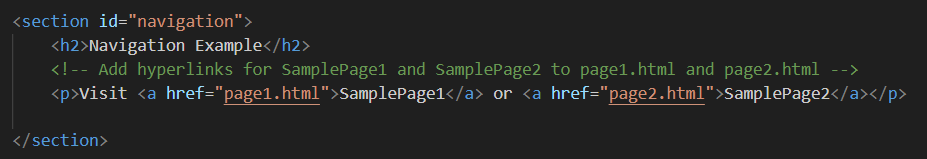 <section id="navigation">
<h2>Navigation Example</h2>
<!-- Add hyperlinks for SamplePage1 and SamplePage2 to page1.html and page2.html -->
<p>Visit <a href="page1.html">SamplePage1</a> or <a href="page2.html">SamplePage2</a></p>
</section>